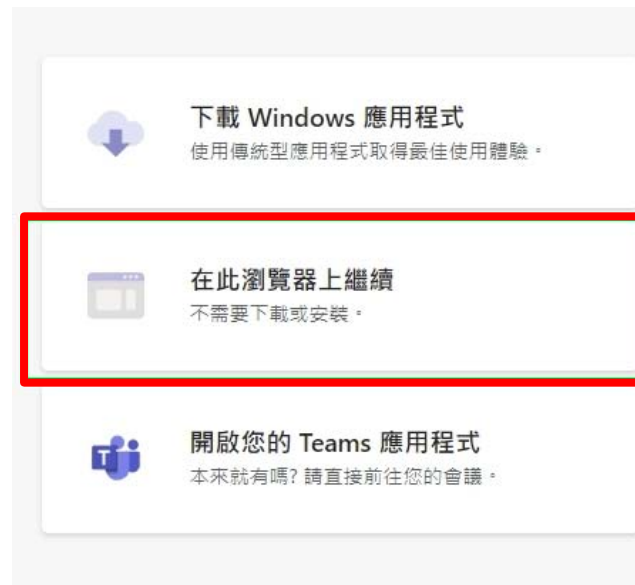 下載 Windows 應用程式
使用傳統型應用程式取得最佳使用體驗。
在此瀏覽器上繼續
不需要下載或安裝。
開啟您的 Teams 應用程式
本來就有嗎? 請直接前往您的會議。